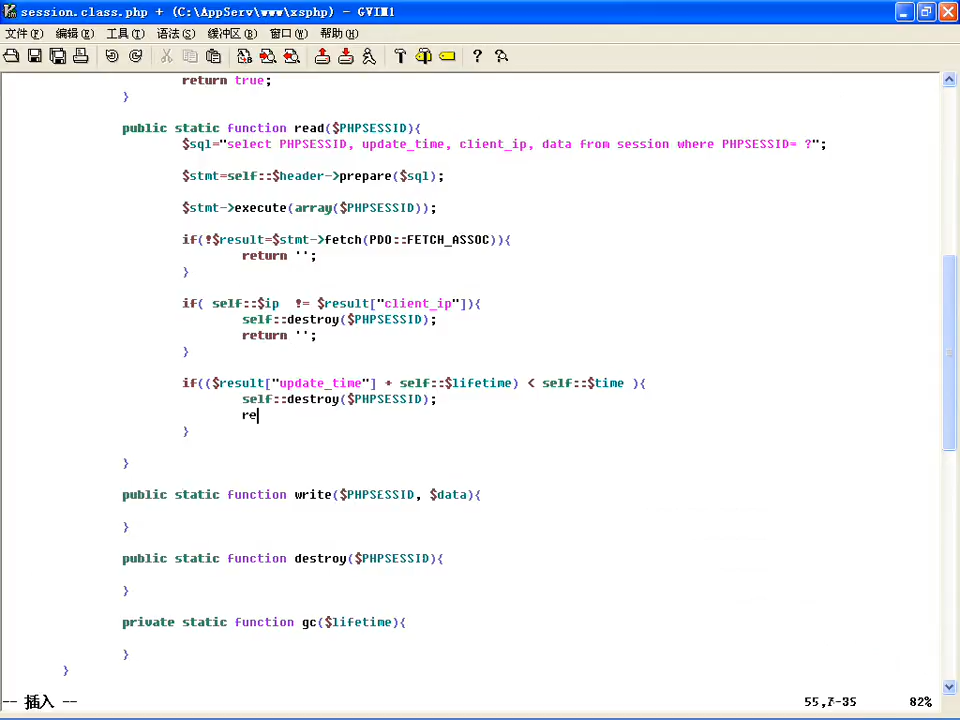 session.class.php + (C:\AppServ\www\xsphp) - GVIM1
文件(F) 编辑(E) 工具(T) 语法(S) 缓冲区(B) 窗口(W) 帮助(H)
return true;
}
public static function read($PHPSESSID){
$sql="select PHPSESSID, update_time, client_ip, data from session where PHPSESSID= ?";
$stmt=self::$header->prepare($sql);
$stmt->execute(array($PHPSESSID));
if(!$result=$stmt->fetch(PDO::FETCH_ASSOC)){
return '';
}
if( self::$ip  != $result["client_ip"]){
self::destroy($PHPSESSID);
return '';
}
if(($result["update_time"] + self::$lifetime) < self::$time ){
self::destroy($PHPSESSID);
re
}
}
public static function write($PHPSESSID, $data){
}
public static function destroy($PHPSESSID){
}
private static function gc($lifetime){
}
}
-- 插入 -- 55,7-35 82%